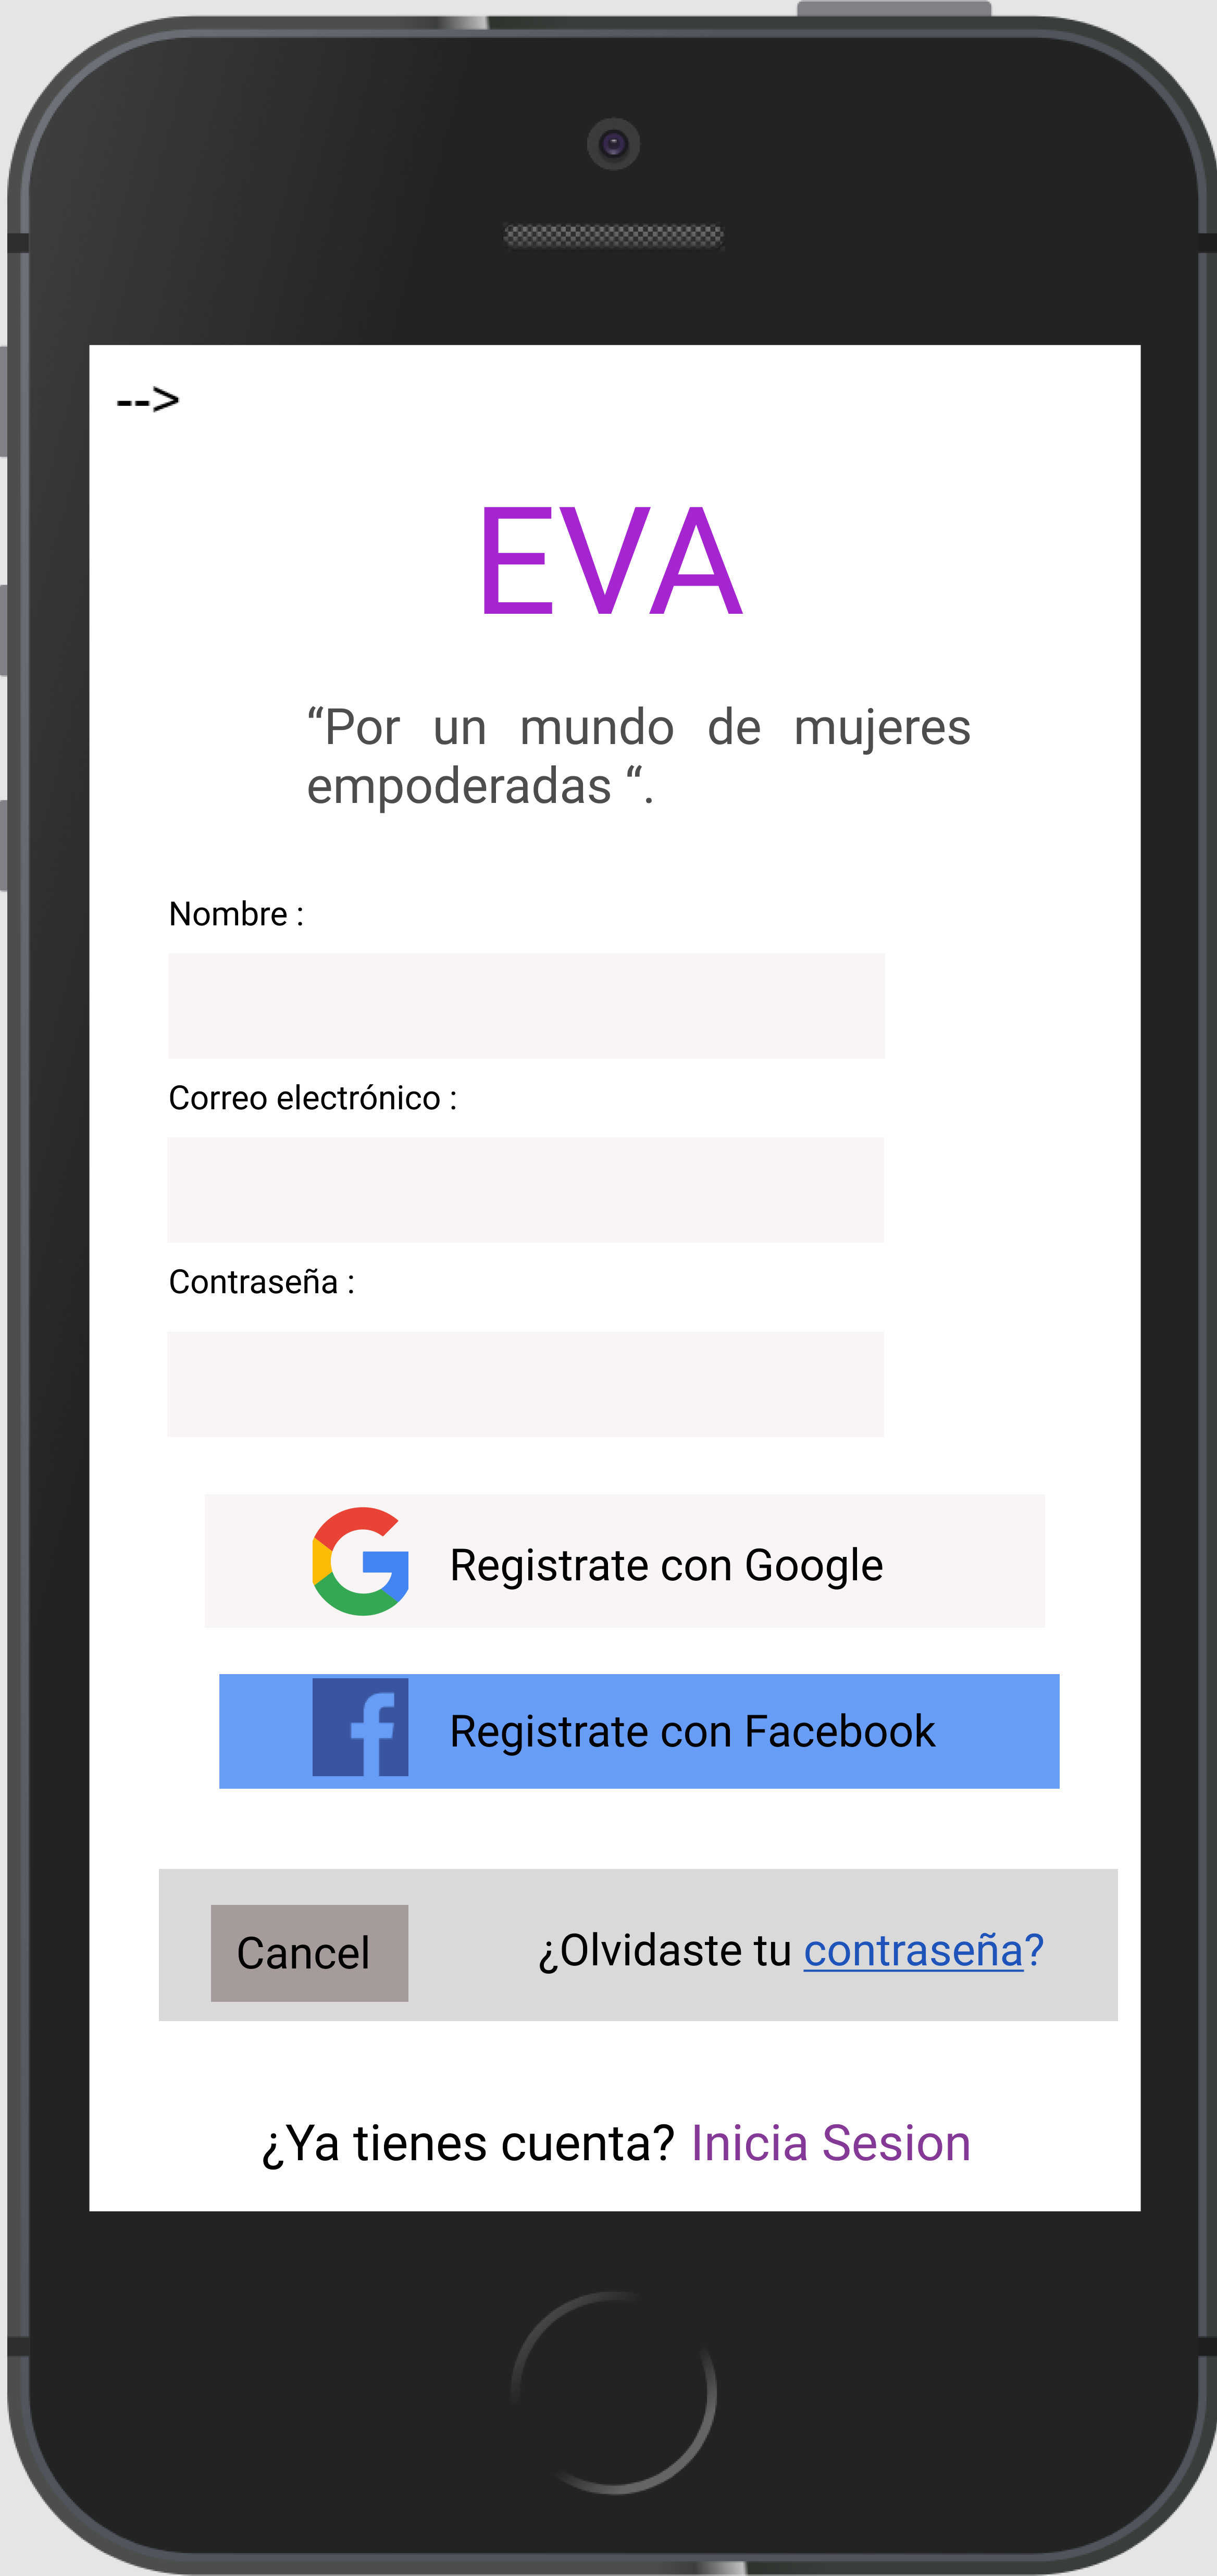 -->
EVA
“Por un mundo de mujeres
empoderadas “.
Nombre :
Correo electrónico :
Contraseña :
Registrate con Google
Registrate con Facebook
Cancel
¿Olvidaste tu contraseña?
¿Ya tienes cuenta? Inicia Sesion